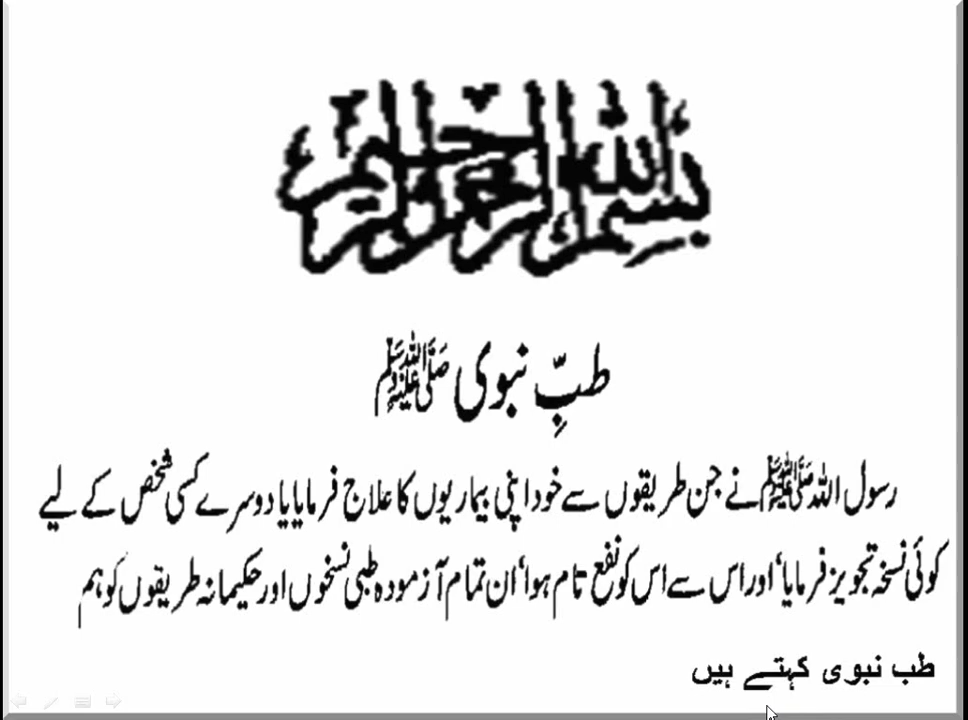 بسم الله الرحمن الرحيم
طبِّ نبوی ﷺ
رسول اللہ ﷺ نے جن طریقوں سے خود اپنی بیماریوں کا علاج فرمایا یا دوسرے کسی شخص کے لیے
کوئی نسخہ تجویز فرمایا‘ اور اس سے اس کو نفع تام ہوا‘ ان تمام آزمودہ طبی نسخوں اور حکیمانہ طریقوں کو ہم
طب نبوی کہتے ہیں